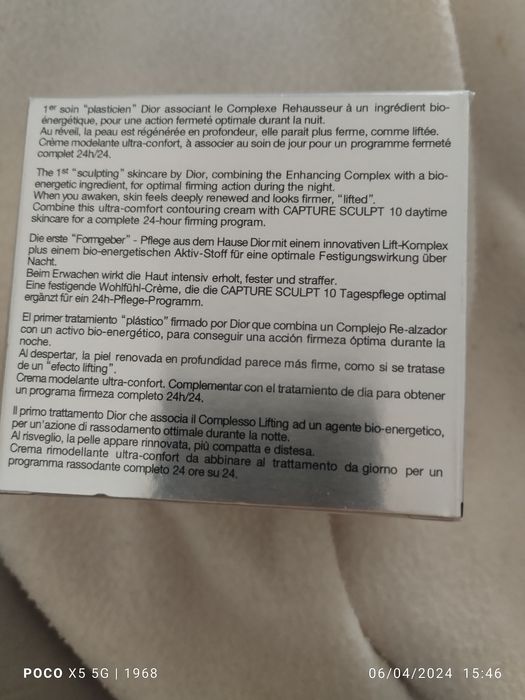 1er soin "plasticien" Dior associant le Complexe Rehausseur à un ingrédient bio-
énergétique, pour une action fermeté optimale durant la nuit.
Au réveil, la peau est régénérée en profondeur, elle parait plus ferme, comme liftée.
Crème modelante ultra-confort, à associer au soin de jour pour un programme fermeté
complet 24h/24.
The 1st "sculpting" skincare by Dior, combining the Enhancing Complex with a bio-
energetic ingredient, for optimal firming action during the night.
When you awaken, skin feels deeply renewed and looks firmer, "lifted".
Combine this ultra-comfort contouring cream with CAPTURE SCULPT 10 daytime
skincare for a complete 24-hour firming program.
Die erste "Formgeber" - Pflege aus dem Hause Dior mit einem innovativen Lift-Komplex
plus einem bio-energetischen Aktiv-Stoff für eine optimale Festigungswirkung über
Nacht.
Beim Erwachen wirkt die Haut intensiv erholt, fester und straffer.
Eine festigende Wohlfühl-Crème, die die CAPTURE SCULPT 10 Tagespflege optimal
ergänzt für ein 24h-Pflege-Programm.
El primer tratamiento "plástico" firmado por Dior que combina un Complejo Re-alzador
con un activo bio-energético, para conseguir una acción firmeza óptima durante la
noche.
Al despertar, la piel renovada en profundidad parece más firme, como si se tratase
de un "efecto lifting".
Crema modelante ultra-confort. Complementar con el tratamiento de dia para obtener
un programa firmeza completo 24h/24.
Il primo trattamento Dior che associa il Complesso Lifting ad un agente bio-energetico,
per un'azione di rassodamento ottimale durante la notte.
Al risveglio, la pelle appare rinnovata, più compatta e distesa.
Crema rimodellante ultra-confort da abbinare al trattamento da giorno per un
programma rassodante completo 24 ore su 24.
POCO X5 5G | 1968
06/04/2024 15:46